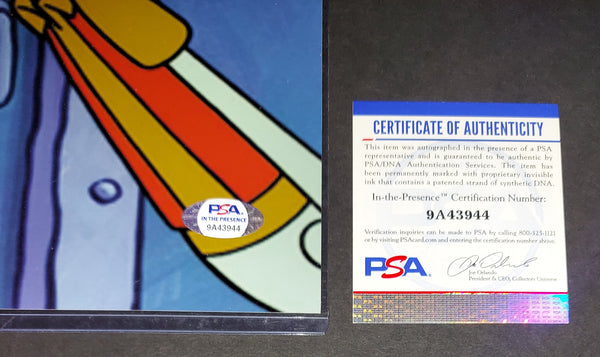 PSA
IN THE PRESENCE
9A43944
CERTIFICATE OF AUTHENTICITY
This item was autographed in the presence of a PSA
representative and is guaranteed to be authentic by
PSA/DNA Authentication Services. The item has
been permanently marked with proprietary invisible
ink that contains a patented strand of synthetic DNA.
In-the-Presence™ Certification Number:
9A43944
Verification inquiries can be made to PSA by calling 800-325-1121
or by visiting PSAcard.com and entering the certification number above.
PSA.
Joe Orlando
President & CEO, Collectors Universe